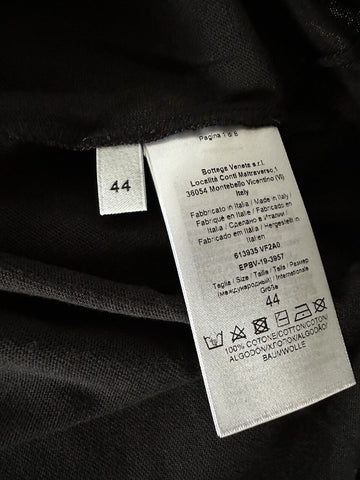 44
Pagina 1 di 6
Bottega Veneta s.r.l.
Località Conti Maltraverso,1
36054 Montebello Vicentino (VI)
Italy
Fabbricato in Italia / Made in Italy /
Fabriqué en Italie / Fabricado en
Italia / Сделано в Италии /
Fabricado em Itália / Hergestellt in
Italien
613935 VF2A0
EPBV-19-3957
Taglia / Size / Taille / Talla / Размер
(международный) / Tamanho / Internationale
Größe
44
100% COTONE/COTTON/COTON/
ALGODÓN/ХЛОПОК/ALGODÃO/
BAUMWOLLE